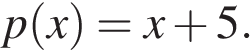 p(x) = x + 5.